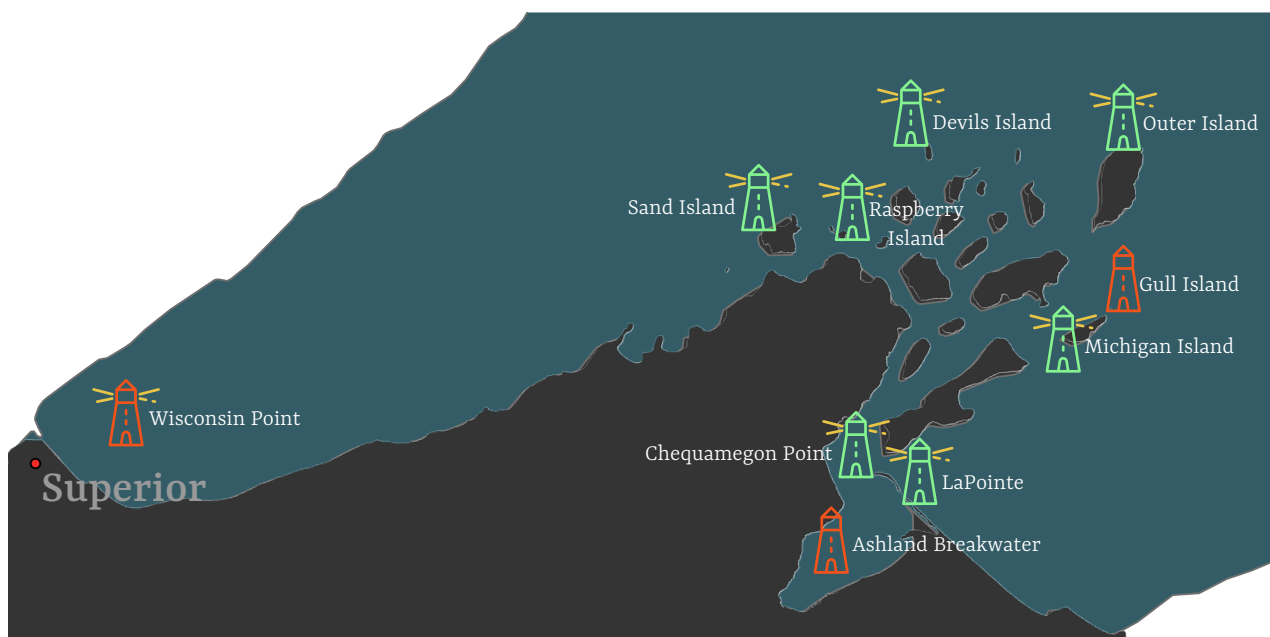 Devils Island
Outer Island
Sand Island
Raspberry
Island
Gull Island
Michigan Island
Wisconsin Point
Chequamegon Point
LaPointe
Superior
Ashland Breakwater